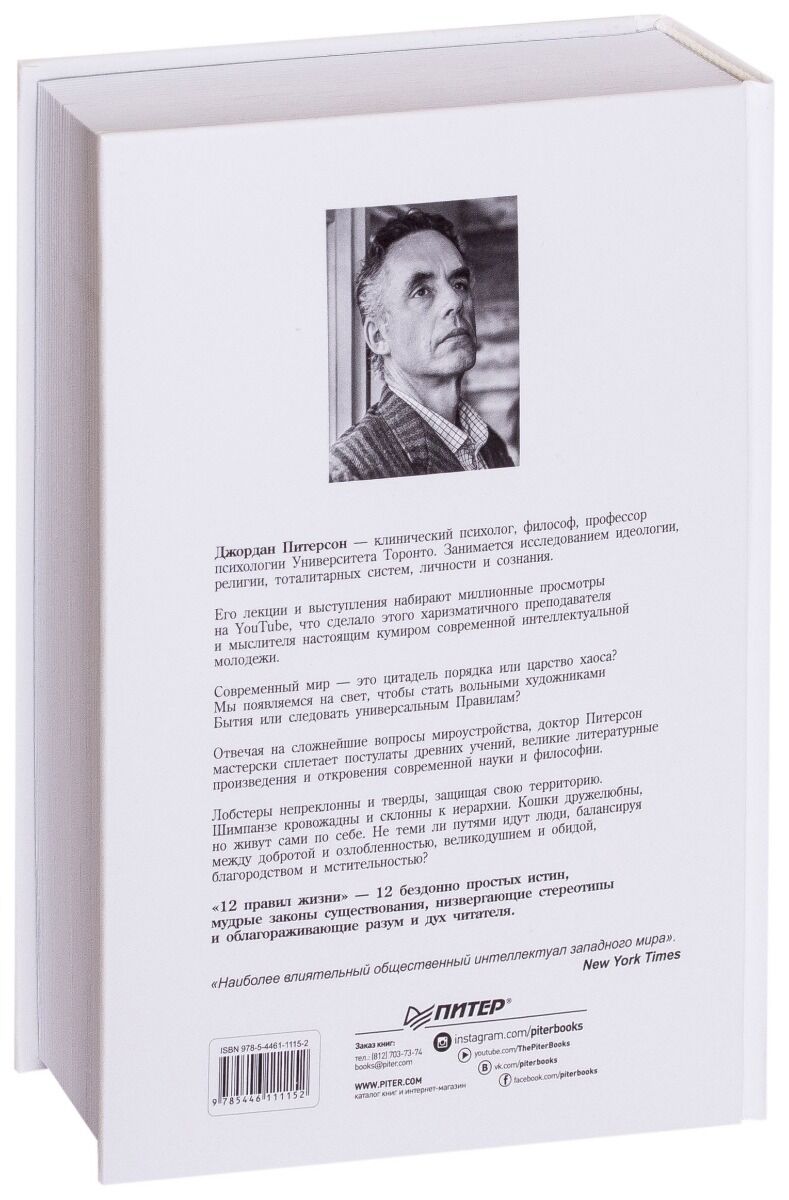 Джордан Питерсон — клинический психолог, философ, профессор
психологии Университета Торонто. Занимается исследованием идеологии,
религии, тоталитарных систем, личности и сознания.
Его лекции и выступления набирают миллионные просмотры
на YouTube, что сделало этого харизматичного преподавателя
и мыслителя настоящим кумиром современной интеллектуальной
молодежи.
Современный мир — это цитадель порядка или царство хаоса?
Мы появляемся на свет, чтобы стать вольными художниками
Бытия или следовать универсальным Правилам?
Отвечая на сложнейшие вопросы мироустройства, доктор Питерсон
мастерски сплетает постулаты древних учений, великие литературные
произведения и откровения современной науки и философии.
Лобстеры непреклонны и тверды, защищая свою территорию.
Шимпанзе кровожадны и склонны к иерархии. Кошки дружелюбны,
но живут сами по себе. Не теми ли путями идут люди, балансируя
между добротой и озлобленностью, великодушием и обидой,
благородством и мстительностью?
«12 правил жизни» — 12 бездонно простых истин,
мудрые законы существования, низвергающие стереотипы
и облагораживающие разум и дух читателя.
«Наиболее влиятельный общественный интеллектуал западного мира».
New York Times
ПИТЕР®
Заказ книг:
тел.: (812) 703-73-74
books@piter.com
WWW.PITER.COM
каталог книг и интернет-магазин
instagram.com/piterbooks
youtube.com/ThePiterBooks
vk.com/piterbooks
facebook.com/piterbooks
ISBN 978-5-4461-1115-2
9 785446 111152